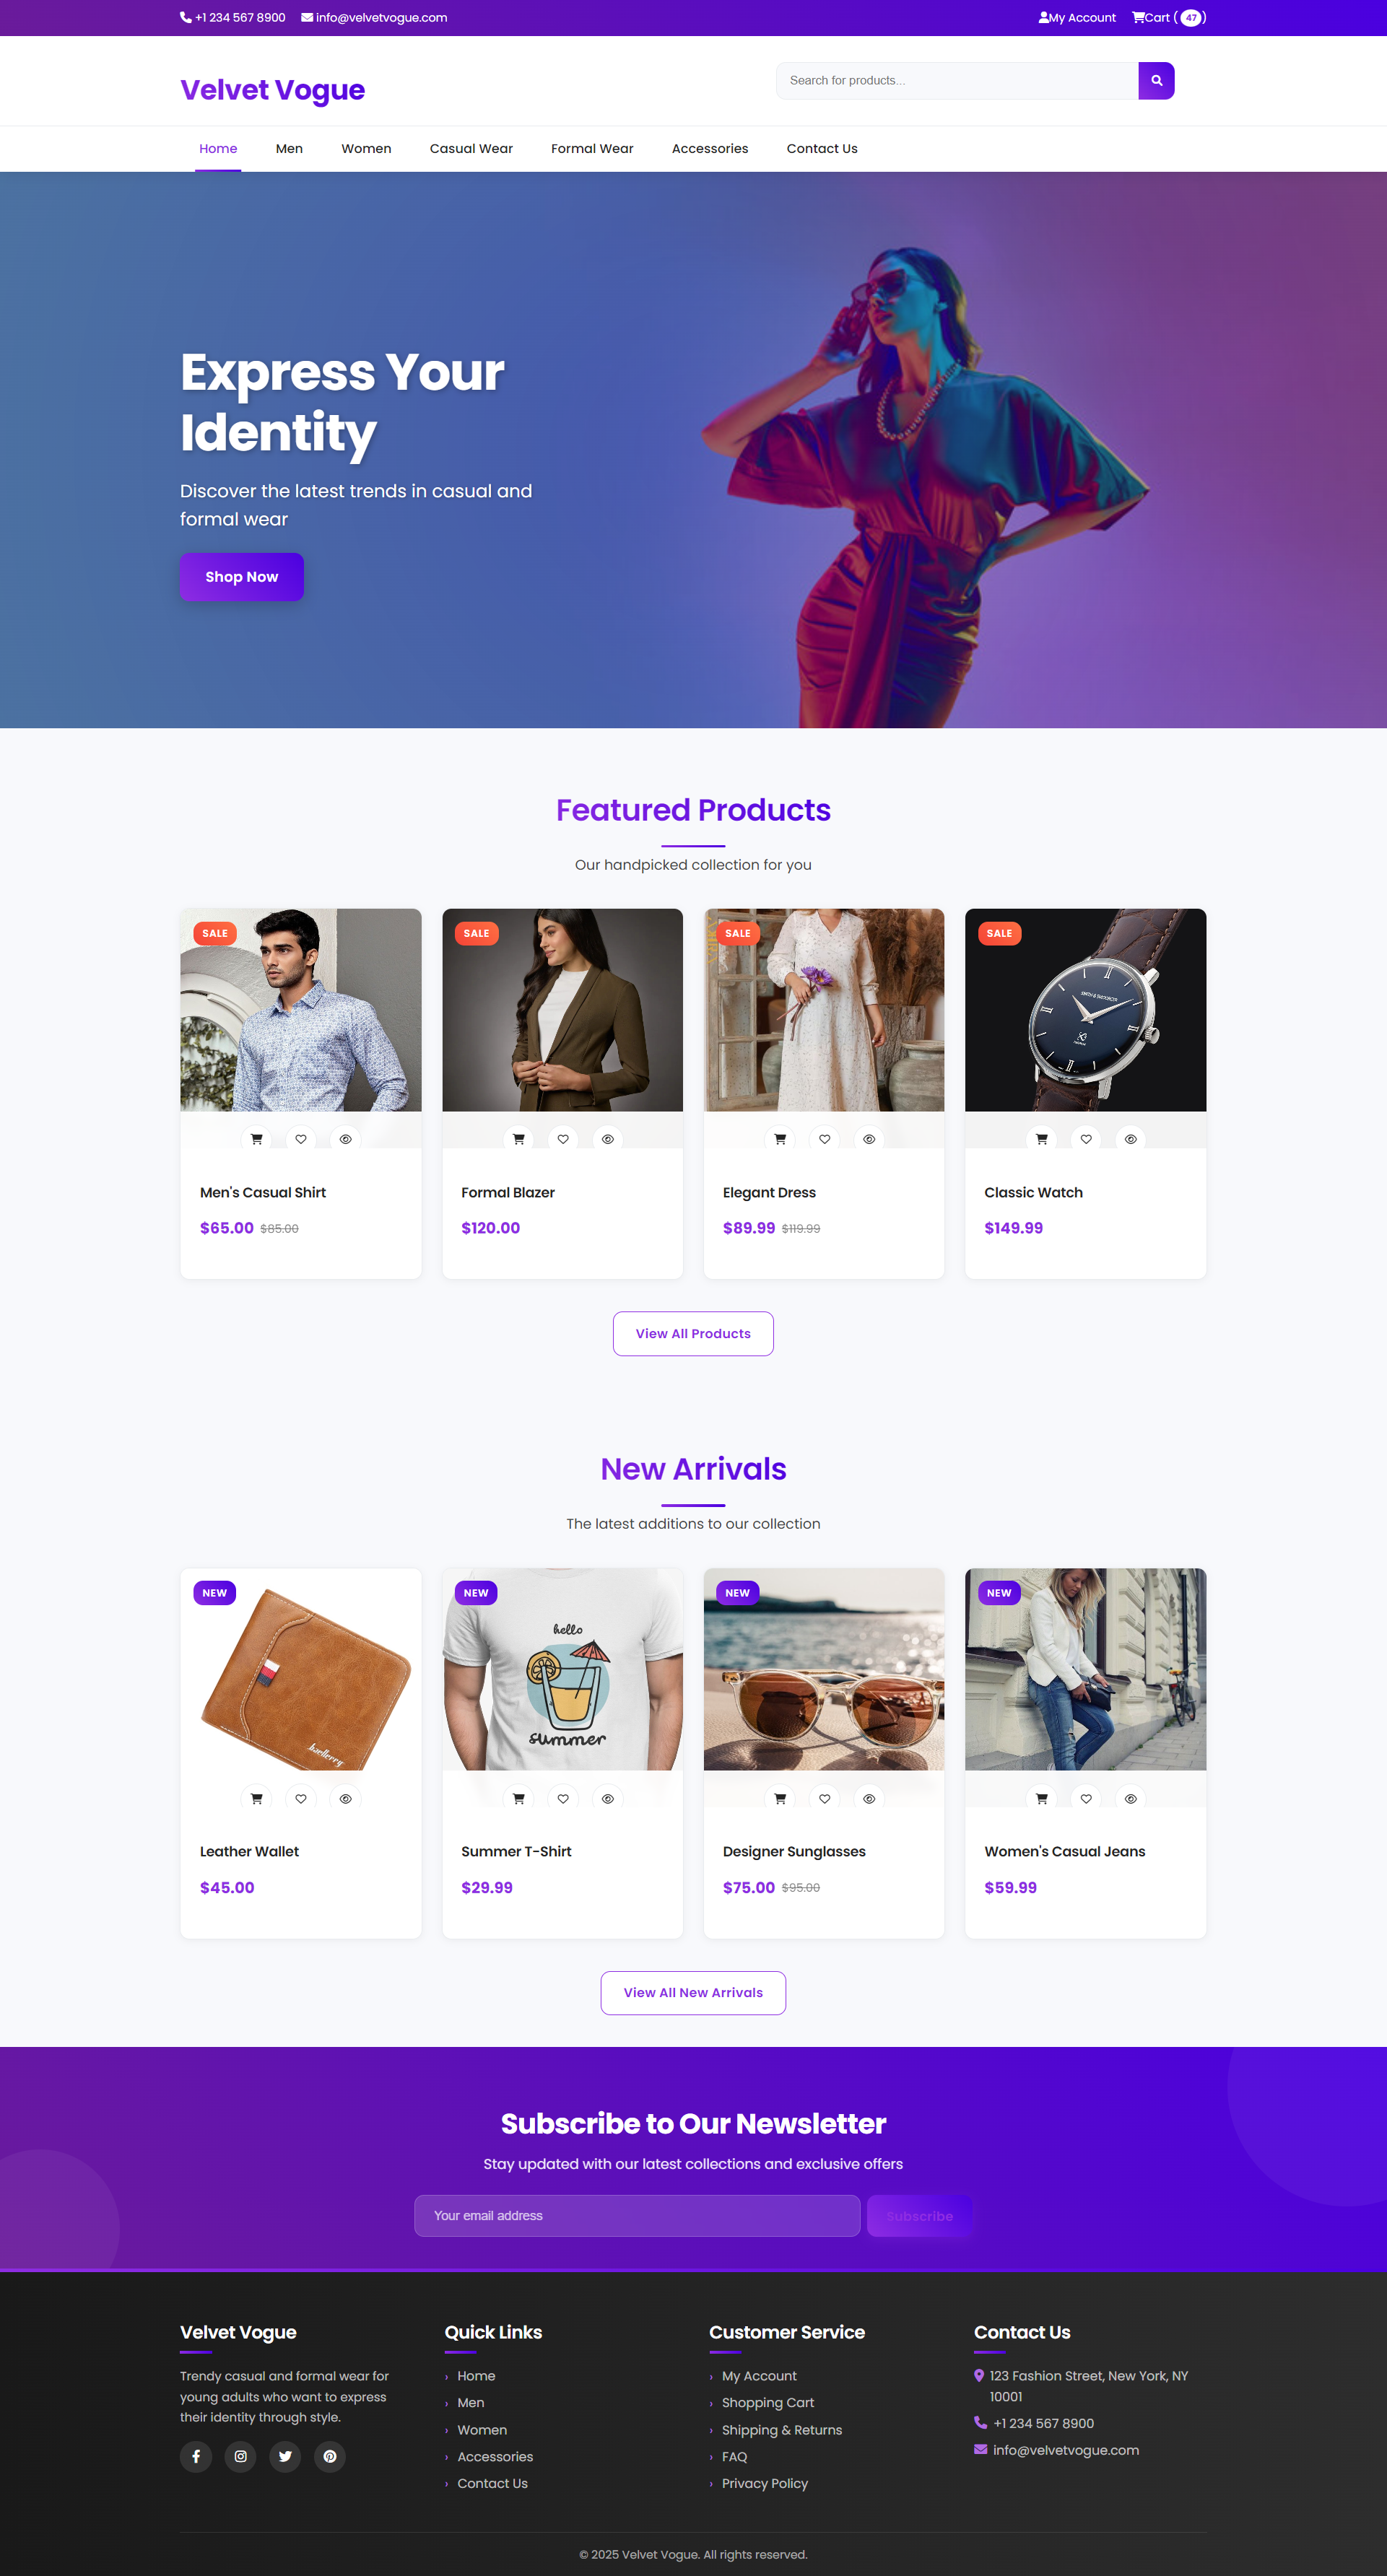 +1 234 567 8900 info@velvetvogue.com My Account Cart ( 47 )
Velvet Vogue
Search for products...
Home Men Women Casual Wear Formal Wear Accessories Contact Us
Express Your
Identity
Discover the latest trends in casual and
formal wear
Shop Now
Featured Products
Our handpicked collection for you
SALE SALE SALE SALE
Men's Casual Shirt Formal Blazer Elegant Dress Classic Watch
$65.00 $85.00 $120.00 $89.99 $119.99 $149.99
View All Products
New Arrivals
The latest additions to our collection
NEW NEW NEW NEW
hello
summer
baellerry
Leather Wallet Summer T-Shirt Designer Sunglasses Women's Casual Jeans
$45.00 $29.99 $75.00 $95.00 $59.99
View All New Arrivals
Subscribe to Our Newsletter
Stay updated with our latest collections and exclusive offers
Your email address Subscribe
Velvet Vogue Quick Links Customer Service Contact Us
Trendy casual and formal wear for
young adults who want to express
their identity through style.
› Home
› Men
› Women
› Accessories
› Contact Us
› My Account
› Shopping Cart
› Shipping & Returns
› FAQ
› Privacy Policy
123 Fashion Street, New York, NY
10001
+1 234 567 8900
info@velvetvogue.com
© 2025 Velvet Vogue. All rights reserved.